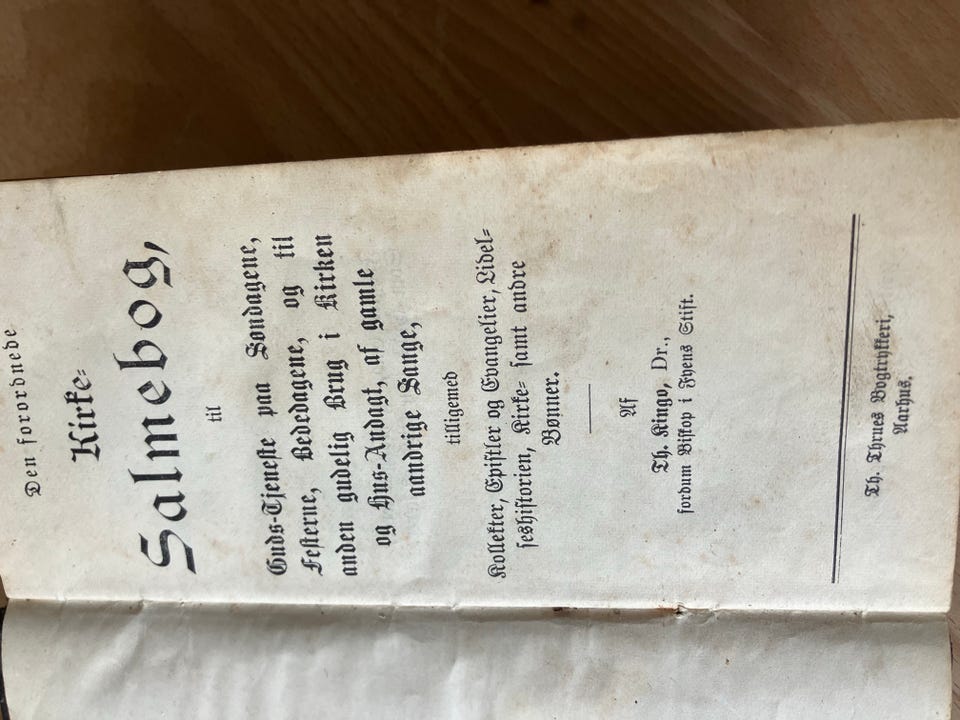 Den forordnede
Kirke=
Salmebog,
til
Guds-Tjeneste paa Søndagene,
Festerne, Bededagene, og til
anden gudelig Brug i Kirken
og Hus-Andagt, af gamle
aandrige Sange,
tilligemed
Kollekter, Epistler og Evangelier, Lidel=
seshistorien, Kirke= samt andre
Bønner.
Af
Th. Kingo, Dr.,
fordum Biskop i Fyens Stift.
Th. Thrues Bogtrykkeri,
Aarhus.